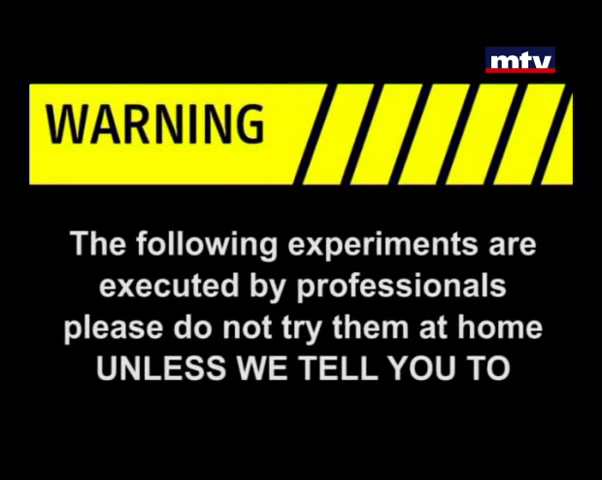 mtv
WARNING
The following experiments are
executed by professionals
please do not try them at home
UNLESS WE TELL YOU TO